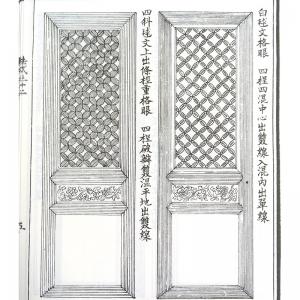 四斜毬文上出條桱重格眼　四桯破瓣雙混平地出雙線
白毬文格眼　四桯四混中心出雙線入混內出單線
五